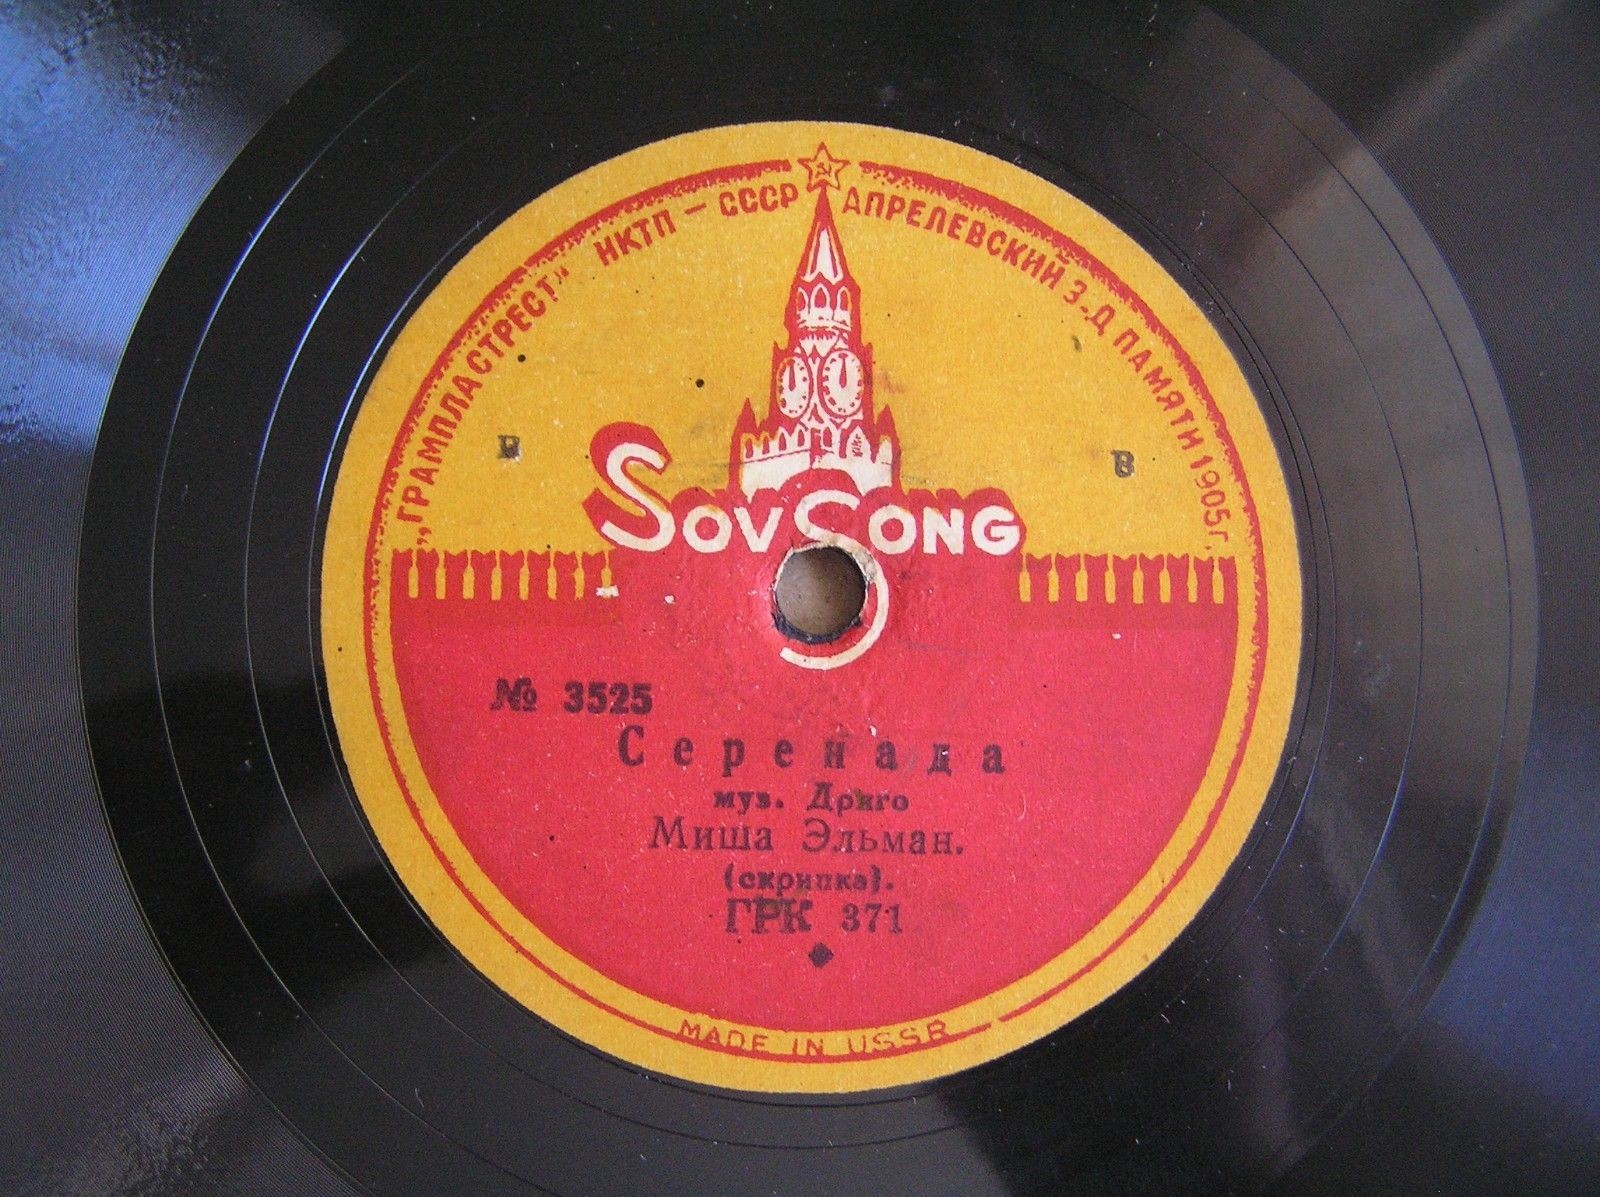 „ГРАМПЛАСТРЕСТ" НКТП — СССР АПРЕЛЕВСКИЙ З-Д ПАМЯТИ 1905 г.
В
SOVSONG
№ 3525
Серенада
муз. Дриго
Миша Эльман.
(скрипка).
ГРК 371
MADE IN USSR